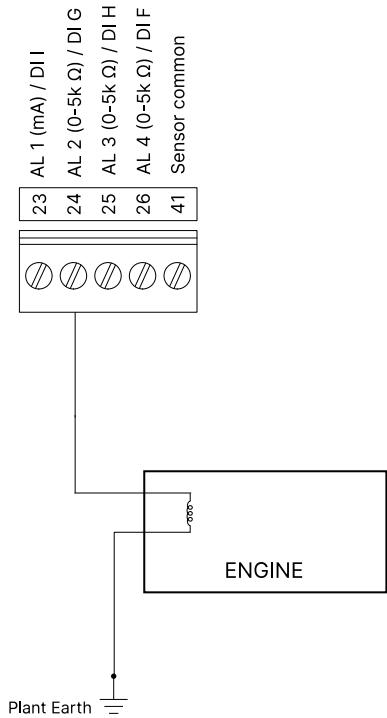 AL 1 (mA) / DI I
AL 2 (0-5k Ω) / DI G
AL 3 (0-5k Ω) / DI H
AL 4 (0-5k Ω) / DI F
Sensor common
23
24
25
26
41
ENGINE
Plant Earth